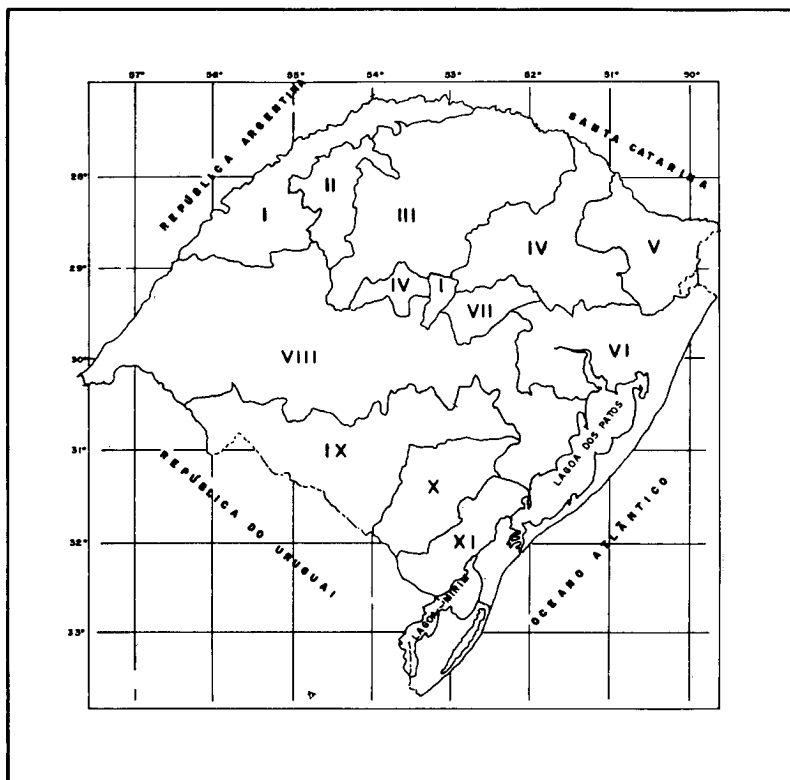 57° 56° 55° 54° 53° 52° 51° 50°
REPÚBLICA ARGENTINA
SANTA CATARINA
28°
II
I
III
IV
V
29°
IV
I
VII
30°
VIII
VI
LAGOA DOS PATOS
31°
IX
X
REPÚBLICA DO URUGUAI
32°
XI
OCEANO ATLÂNTICO
LAGOA MIRIM
33°